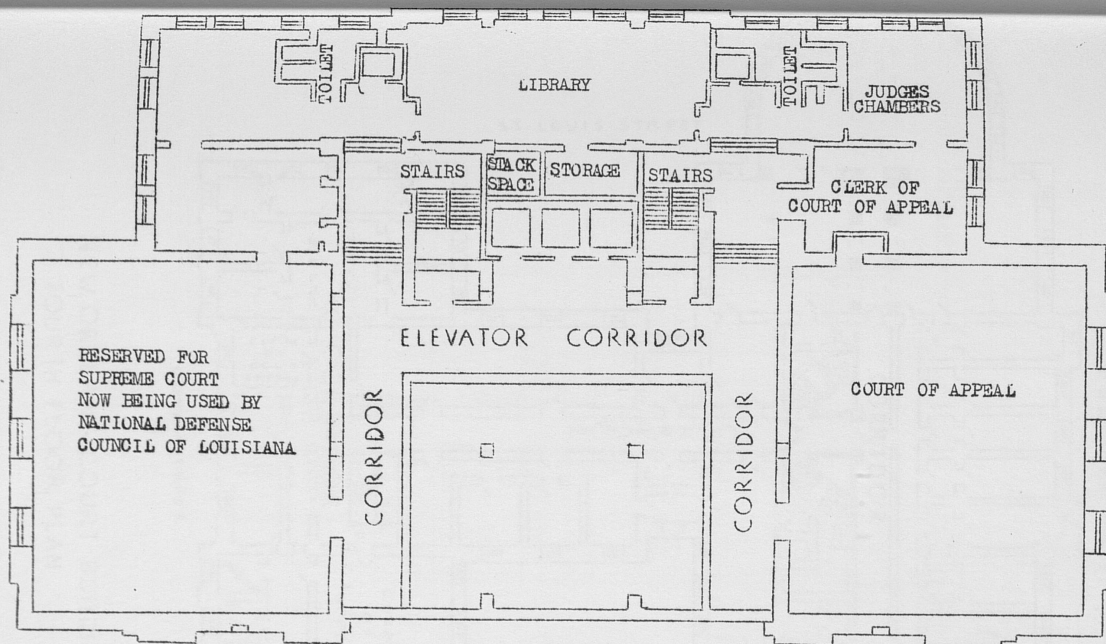 TOILET
LIBRARY
TOILET
JUDGES
CHAMBERS
STAIRS
STACK
SPACE
STORAGE
STAIRS
CLERK OF
COURT OF APPEAL
ELEVATOR CORRIDOR
RESERVED FOR
SUPREME COURT
NOW BEING USED BY
NATIONAL DEFENSE
COUNCIL OF LOUISIANA
CORRIDOR
CORRIDOR
COURT OF APPEAL